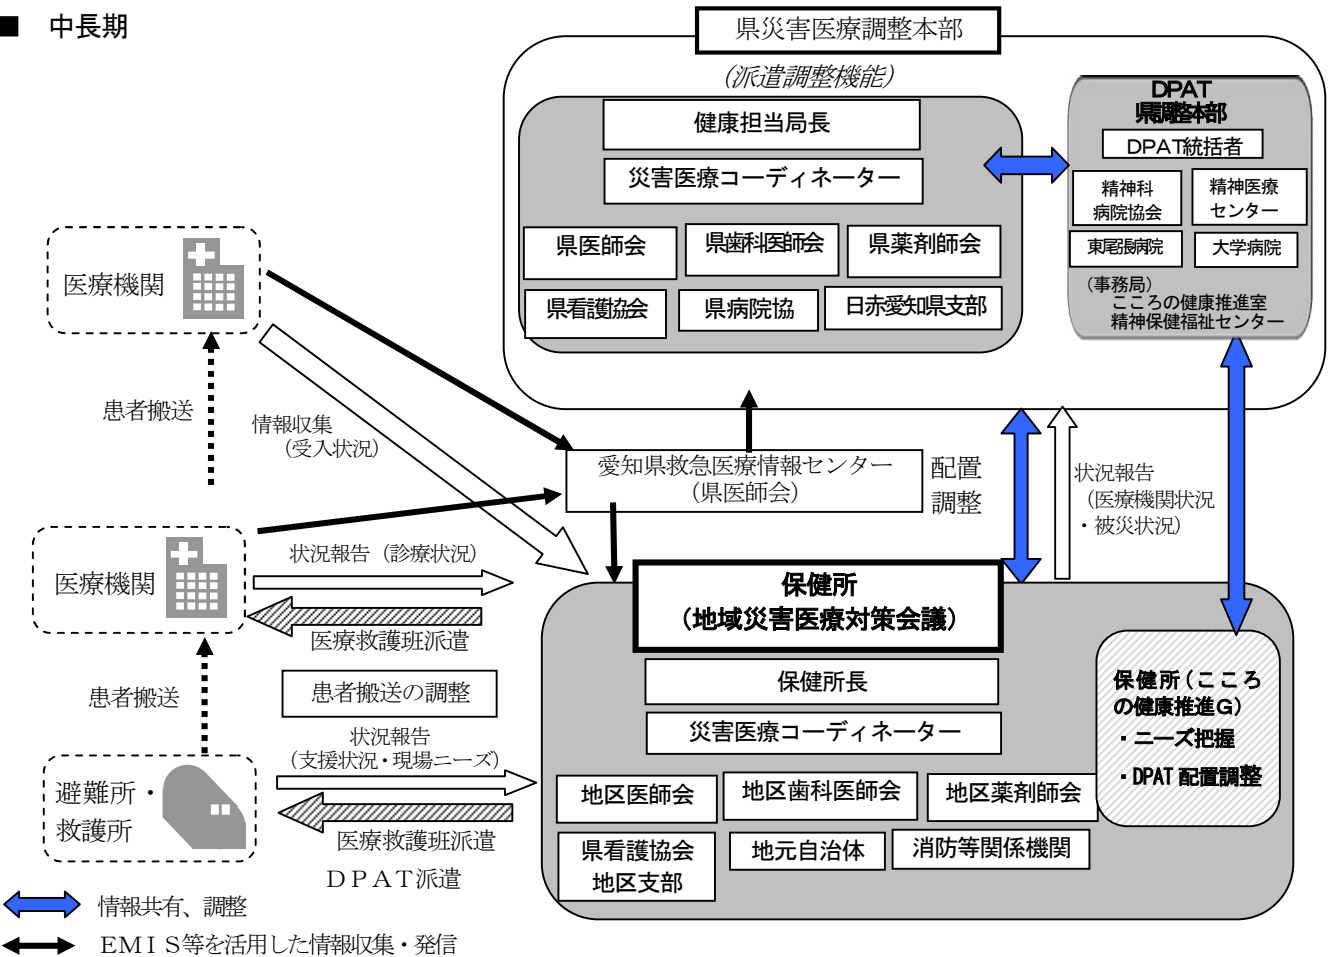 ■ 中長期
県災害医療調整本部
(派遣調整機能)
健康担当局長
災害医療コーディネーター
県医師会
県歯科医師会
県薬剤師会
県看護協会
県病院協
日赤愛知県支部
DPAT
県調整本部
DPAT統括者
精神科
病院協会
精神医療
センター
東尾張病院
大学病院
(事務局)
こころの健康推進室
精神保健福祉センター
医療機関
患者搬送
情報収集
(受入状況)
愛知県救急医療情報センター
(県医師会)
配置
調整
状況報告
(医療機関状況
・被災状況)
医療機関
状況報告(診療状況)
医療救護班派遣
患者搬送
患者搬送の調整
状況報告
(支援状況・現場ニーズ)
避難所・
救護所
医療救護班派遣
DPAT派遣
保健所
(地域災害医療対策会議)
保健所長
災害医療コーディネーター
地区医師会
地区歯科医師会
地区薬剤師会
県看護協会
地区支部
地元自治体
消防等関係機関
保健所(こころ
の健康推進G)
・ニーズ把握
・DPAT 配置調整
情報共有、調整
EMIS等を活用した情報収集・発信